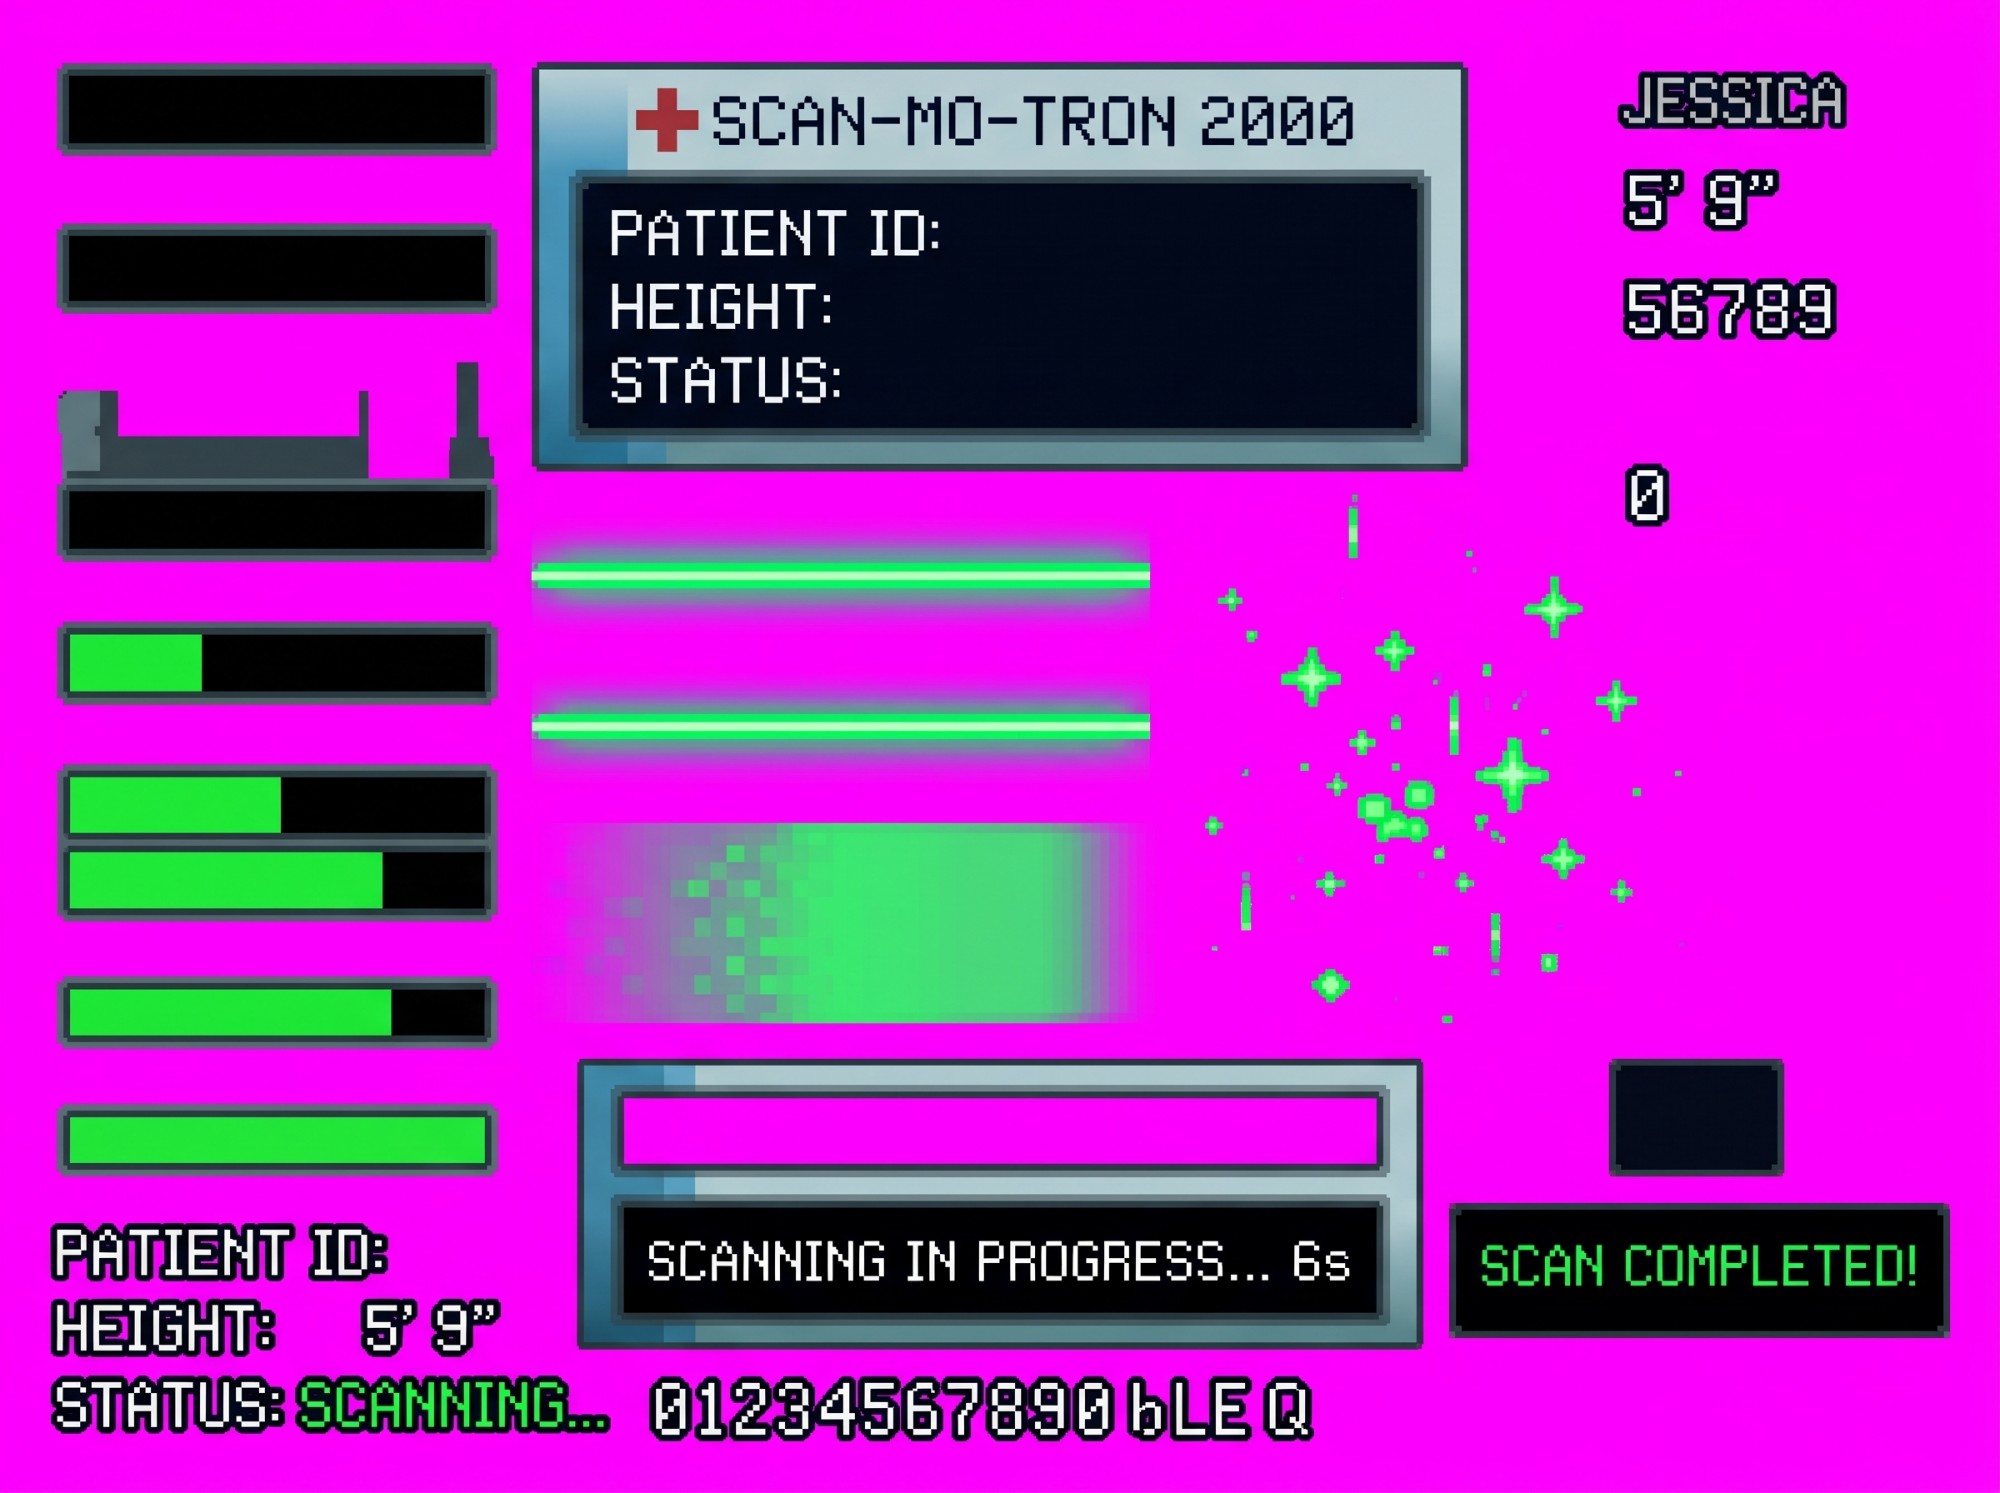 SCAN-MO-TRON 2000
PATIENT ID:
HEIGHT:
STATUS:
JESSICA
5’ 9”
56789
0
SCANNING IN PROGRESS... 6s
SCAN COMPLETED!
PATIENT ID:
HEIGHT: 5’ 9”
STATUS: SCANNING...
01234567890 bLE Q